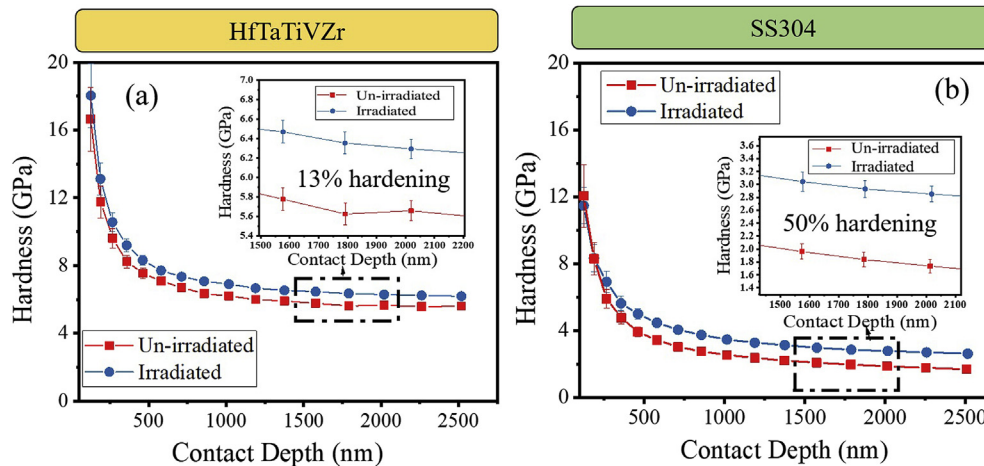 HfTaTiVZr
SS304
(a)
20
16
12
8
4
0
Hardness (GPa)
0
500
1000
1500
2000
2500
Contact Depth (nm)
Un-irradiated
Irradiated
7.0
6.8
6.4
6.0
5.8
5.6
5.4
Hardness (GPa)
Un-irradiated
Irradiated
13% hardening
1500 1600 1700 1800 1900 2000 2100 2200
Contact Depth (nm)
(b)
20
16
12
8
4
0
Hardness (GPa)
0
500
1000
1500
2000
2500
Contact Depth (nm)
Un-irradiated
Irradiated
3.6
3.4
3.2
3.0
2.8
2.6
2.4
2.2
2.0
1.8
1.6
1.4
Hardness (GPa)
Un-irradiated
Irradiated
50% hardening
1500 1600 1700 1800 1900 2000 2100
Contact Depth (nm)